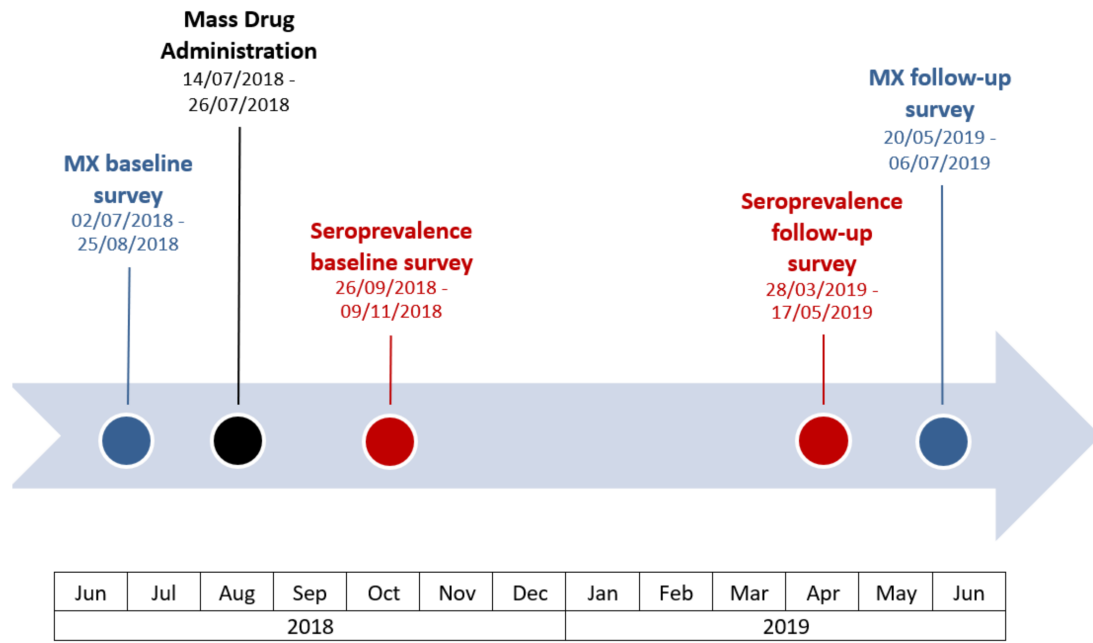 Mass Drug
Administration
14/07/2018 -
26/07/2018
MX baseline
survey
02/07/2018 -
25/08/2018
Seroprevalence
baseline survey
26/09/2018 -
09/11/2018
Seroprevalence
follow-up
survey
28/03/2019 -
17/05/2019
MX follow-up
survey
20/05/2019 -
06/07/2019
Jun Jul Aug Sep Oct Nov Dec Jan Feb Mar Apr May Jun
2018 2019